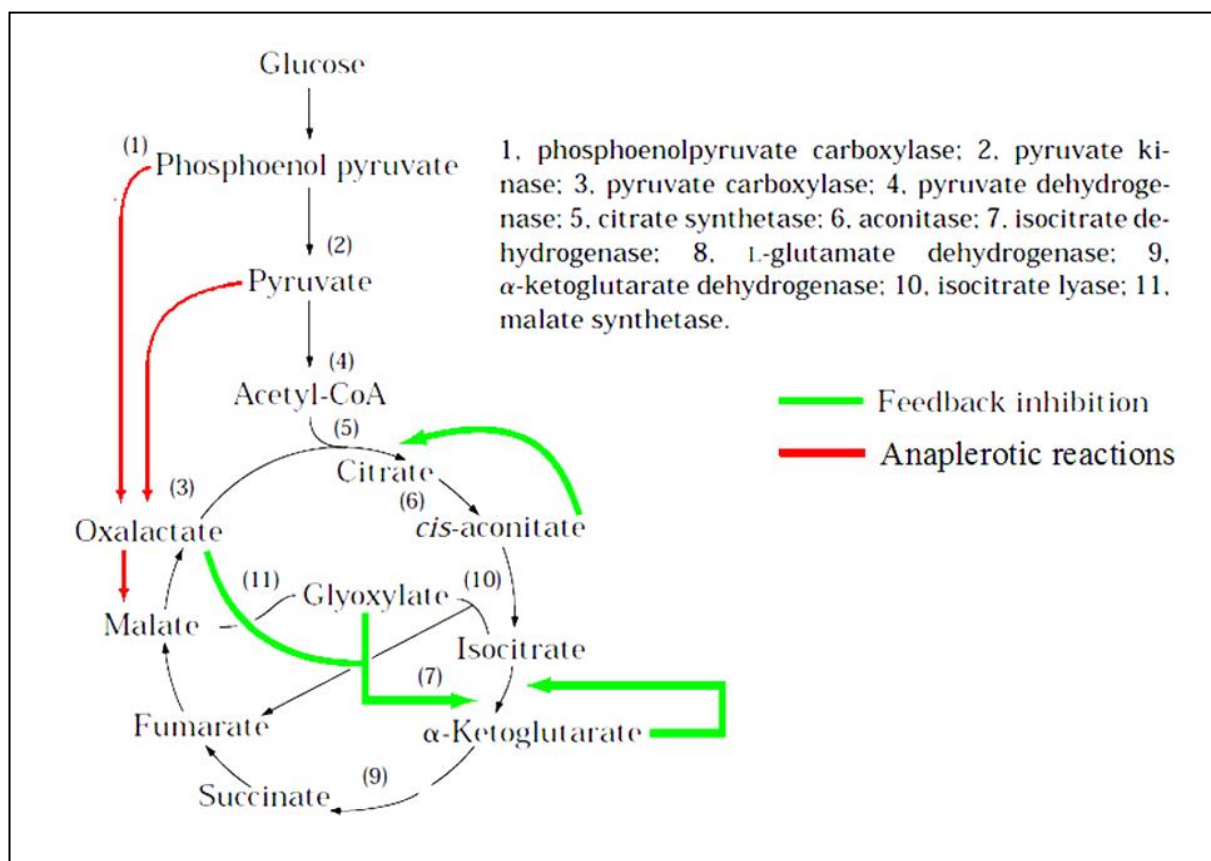 Glucose
(1)
Phosphoenol pyruvate
1, phosphoenolpyruvate carboxylase; 2, pyruvate ki-
nase; 3, pyruvate carboxylase; 4, pyruvate dehydroge-
nase; 5, citrate synthetase; 6, aconitase; 7, isocitrate de-
hydrogenase; 8, L-glutamate dehydrogenase; 9,
α-ketoglutarate dehydrogenase; 10, isocitrate lyase; 11,
malate synthetase.
(2)
Pyruvate
(4)
Acetyl-CoA
Feedback inhibition
Anaplerotic reactions
(5)
Citrate
(6)
(3)
cis-aconitate
Oxalactate
(11)
Glyoxylate
(10)
Malate
Isocitrate
(7)
Fumarate
α-Ketoglutarate
(9)
Succinate